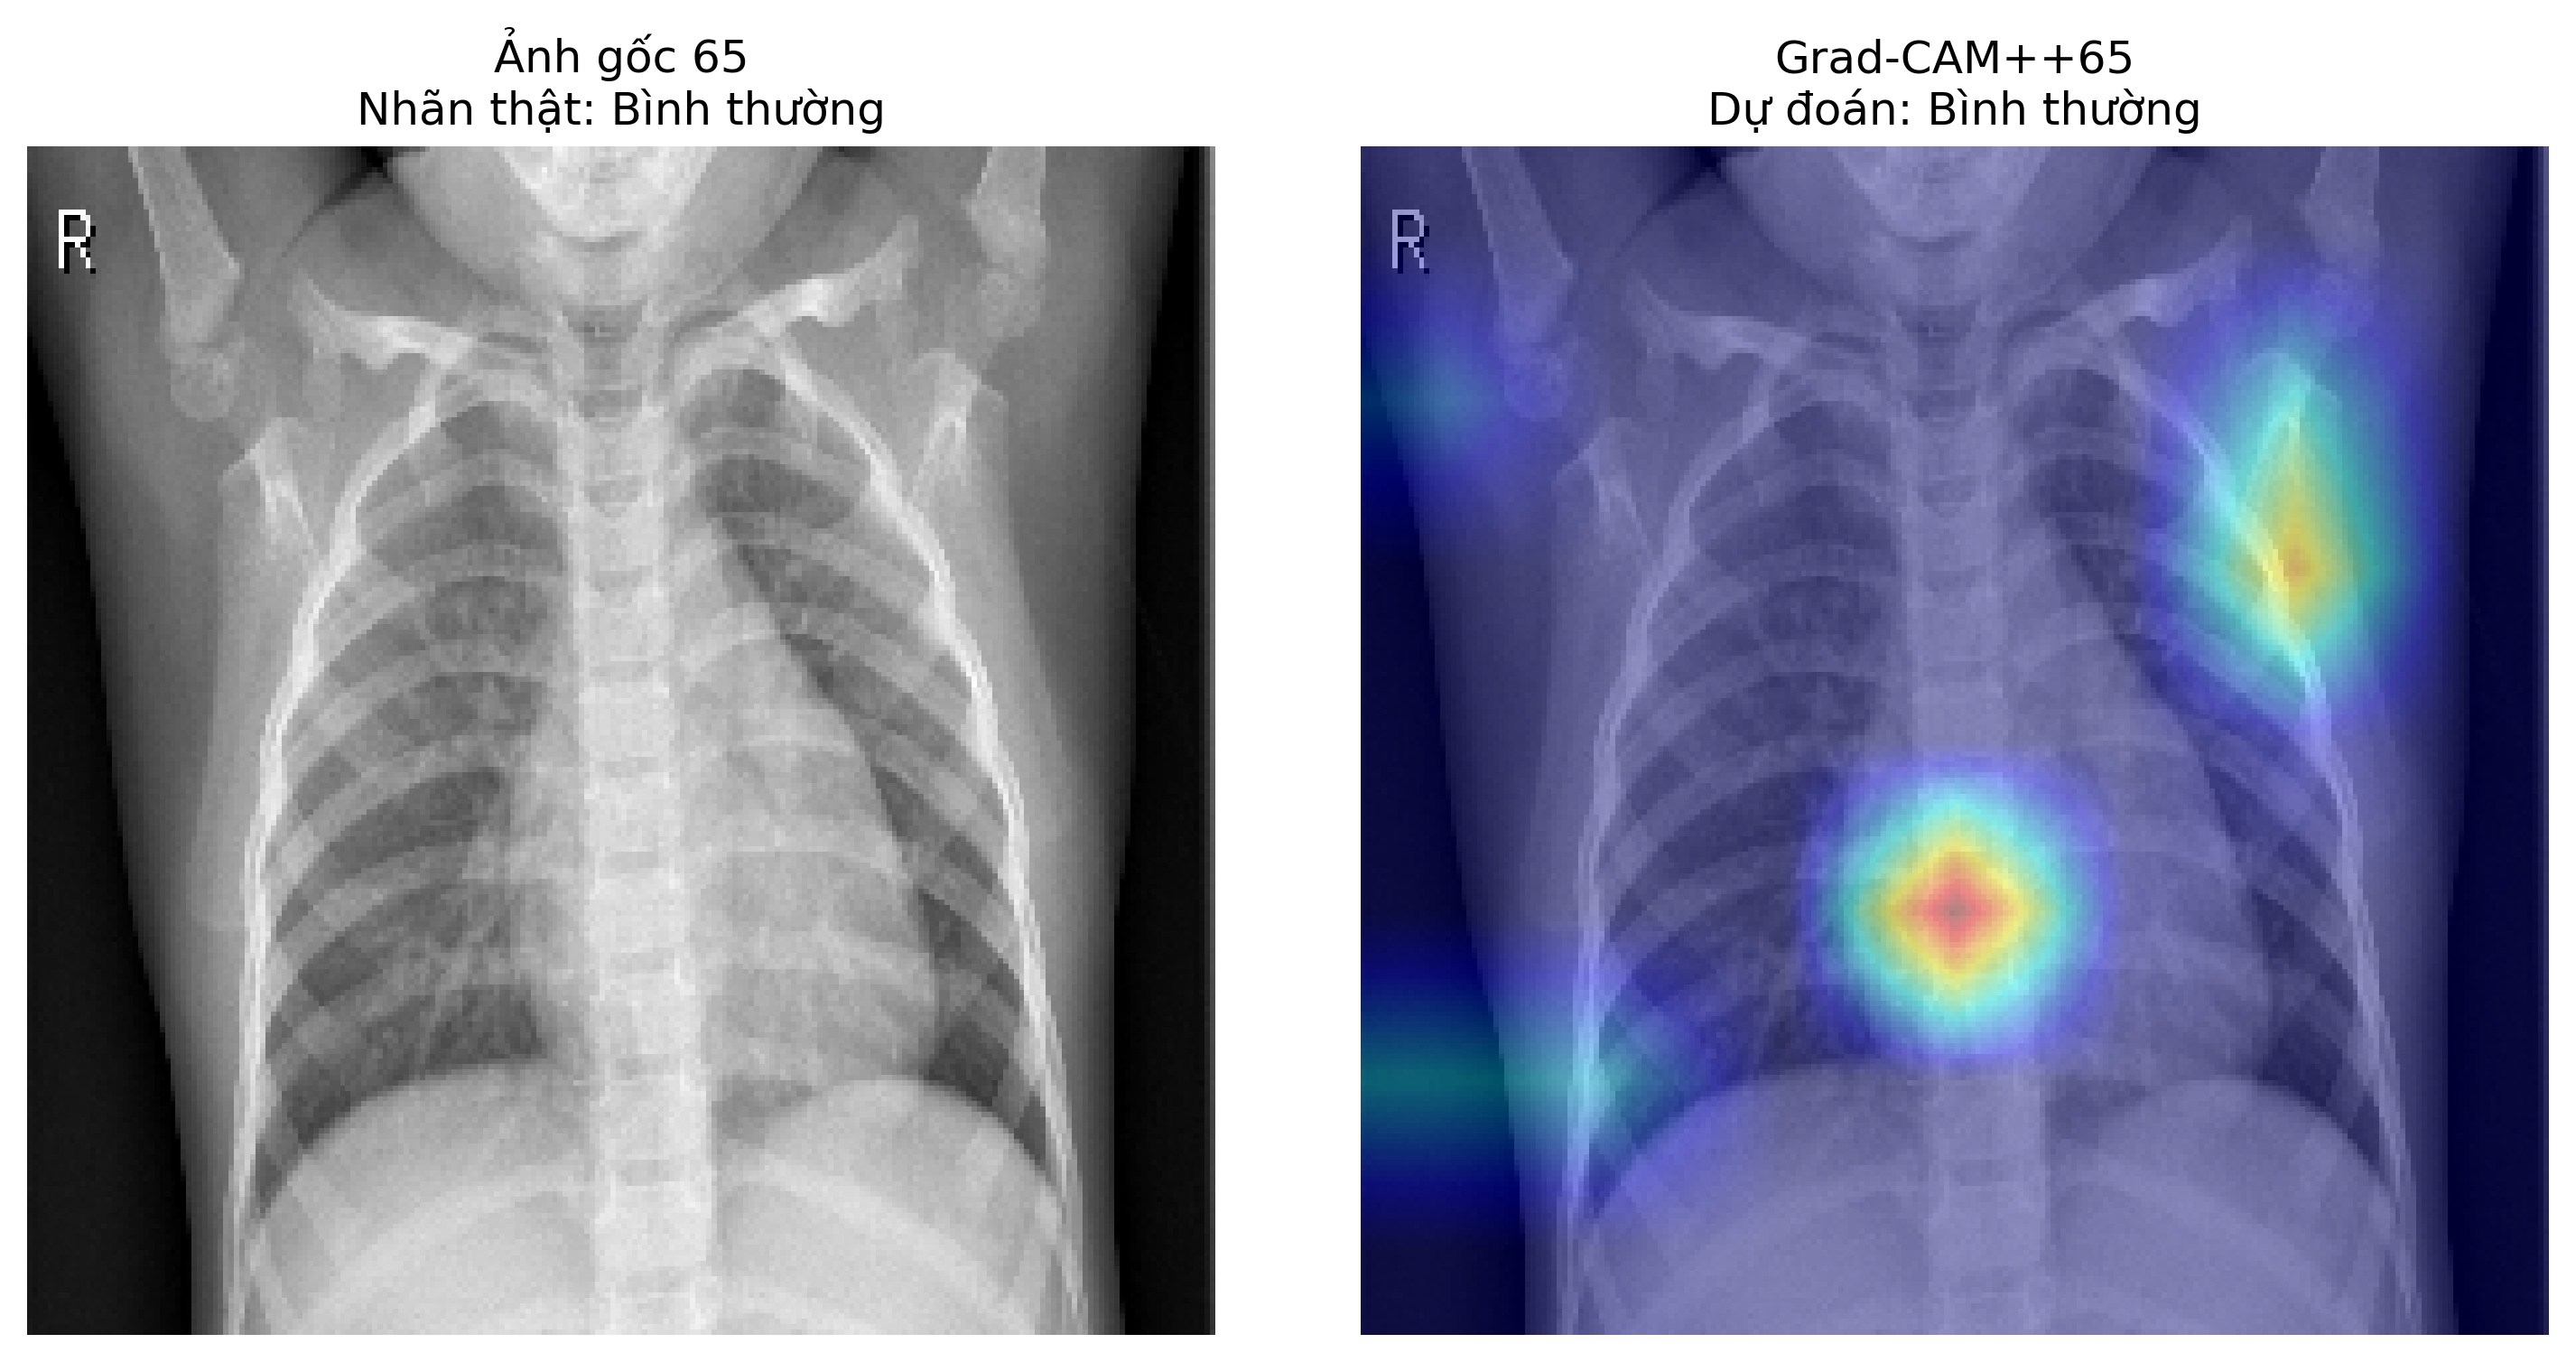 Ảnh gốc 65
Nhãn thật: Bình thường
Grad-CAM++65
Dự đoán: Bình thường
R
R